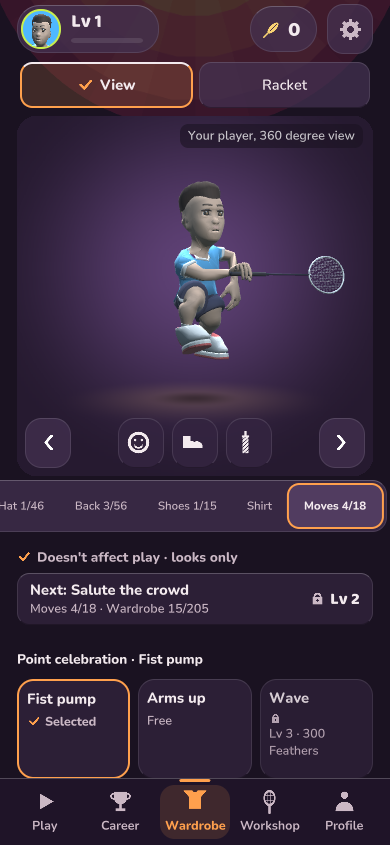 Lv 1
0
View
Racket
Your player, 360 degree view
Hat 1/46
Back 3/56
Shoes 1/15
Shirt
Moves 4/18
Doesn't affect play · looks only
Next: Salute the crowd
Moves 4/18 · Wardrobe 15/205
Lv 2
Point celebration · Fist pump
Fist pump
Selected
Arms up
Free
Wave
Lv 3 · 300
Feathers
Play
Career
Wardrobe
Workshop
Profile